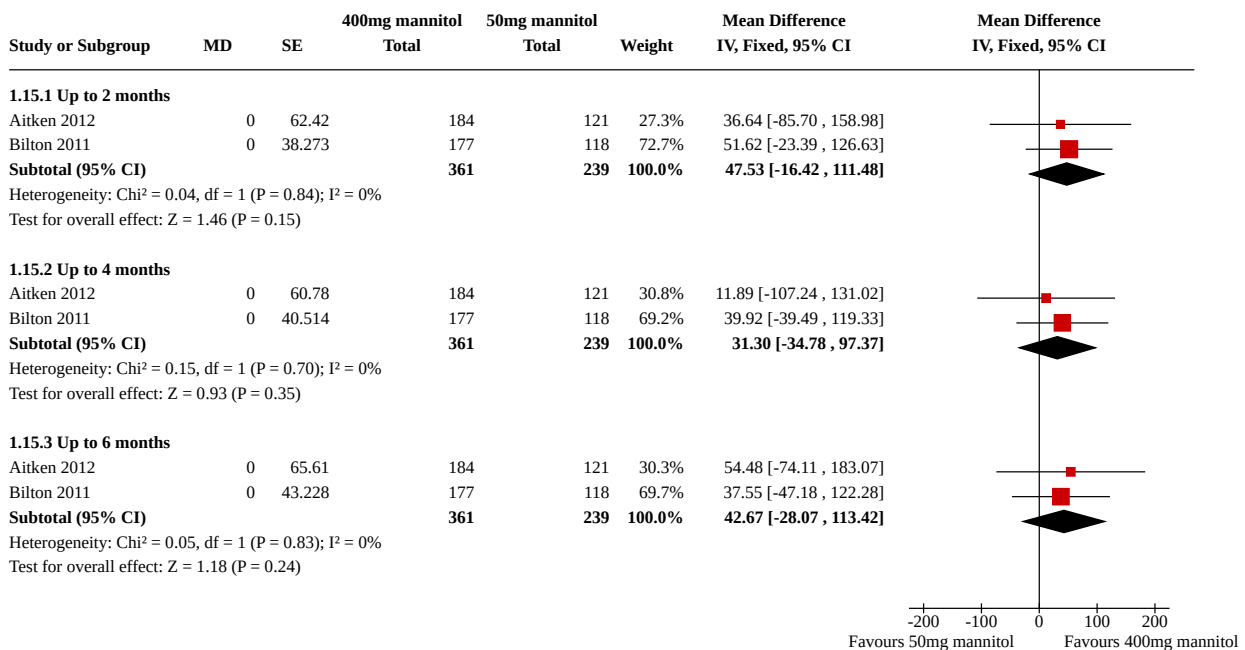 400mg mannitol 50mg mannitol Mean Difference Mean Difference
Study or Subgroup MD SE Total Total Weight IV, Fixed, 95% CI IV, Fixed, 95% CI
1.15.1 Up to 2 months
Aitken 2012 0 62.42 184 121 27.3% 36.64 [-85.70 , 158.98]
Bilton 2011 0 38.273 177 118 72.7% 51.62 [-23.39 , 126.63]
Subtotal (95% CI) 361 239 100.0% 47.53 [-16.42 , 111.48]
Heterogeneity: Chi² = 0.04, df = 1 (P = 0.84); I² = 0%
Test for overall effect: Z = 1.46 (P = 0.15)
1.15.2 Up to 4 months
Aitken 2012 0 60.78 184 121 30.8% 11.89 [-107.24 , 131.02]
Bilton 2011 0 40.514 177 118 69.2% 39.92 [-39.49 , 119.33]
Subtotal (95% CI) 361 239 100.0% 31.30 [-34.78 , 97.37]
Heterogeneity: Chi² = 0.15, df = 1 (P = 0.70); I² = 0%
Test for overall effect: Z = 0.93 (P = 0.35)
1.15.3 Up to 6 months
Aitken 2012 0 65.61 184 121 30.3% 54.48 [-74.11 , 183.07]
Bilton 2011 0 43.228 177 118 69.7% 37.55 [-47.18 , 122.28]
Subtotal (95% CI) 361 239 100.0% 42.67 [-28.07 , 113.42]
Heterogeneity: Chi² = 0.05, df = 1 (P = 0.83); I² = 0%
Test for overall effect: Z = 1.18 (P = 0.24)
-200 -100 0 100 200
Favours 50mg mannitol Favours 400mg mannitol